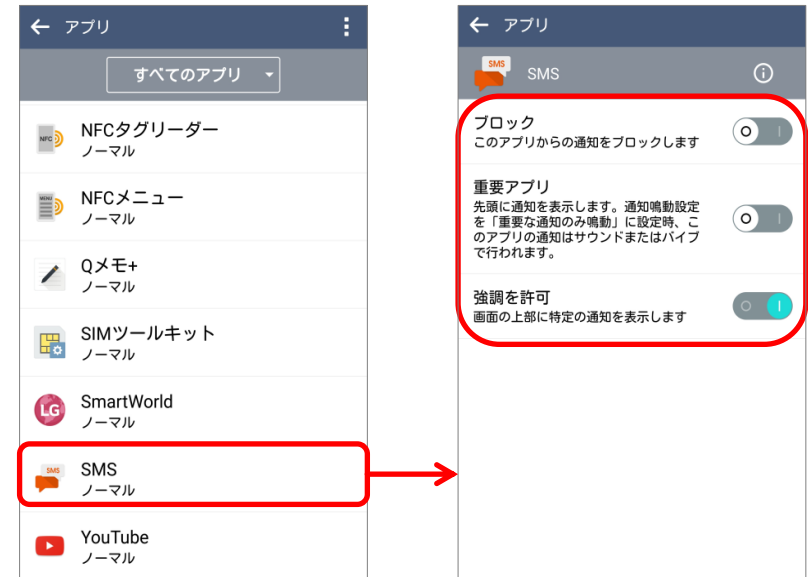 アプリ
すべてのアプリ
NFC
NFCタグリーダー
ノーマル
MENU
NFCメニュー
ノーマル
Qメモ+
ノーマル
SIMツールキット
ノーマル
LG
SmartWorld
ノーマル
SMS
SMS
ノーマル
YouTube
ノーマル
アプリ
SMS
SMS
ブロック
このアプリからの通知をブロックします
重要アプリ
先頭に通知を表示します。通知鳴動設定
を「重要な通知のみ鳴動」に設定時、こ
のアプリの通知はサウンドまたはバイブ
で行われます。
強調を許可
画面の上部に特定の通知を表示します